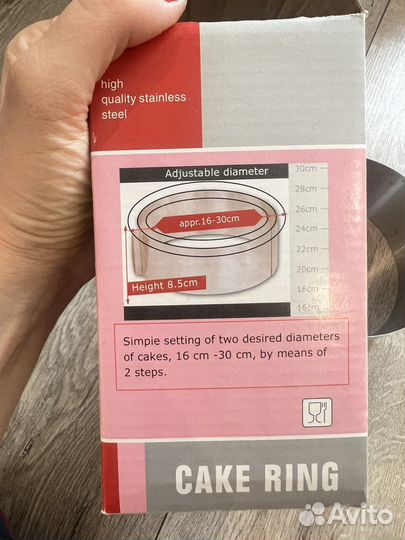 high
quality stainless
steel
Adjustable diameter
30cm
28cm
26cm
24cm
22cm
20cm
18cm
16cm
appr.16-30cm
Height 8.5cm
Simpie setting of two desired diameters
of cakes, 16 cm -30 cm, by means of
2 steps.
CAKE RING
Avito